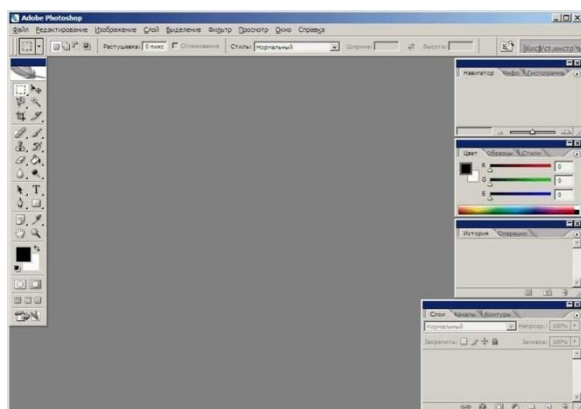 Adobe Photoshop
Файл Редактирование Изображение Слой Выделение Фильтр Просмотр Окно Справка
Растушевка: 0 пикс Сглаживание Стиль: Нормальный Ширина: Высота:
Навигатор Инфо Гистограмма
Цвет Образцы Стили
R 0
G 0
B 0
История Операции
Слои Каналы Контуры
Нормальный Непрозр.: 100%
Закрепить: Заливка: 100%